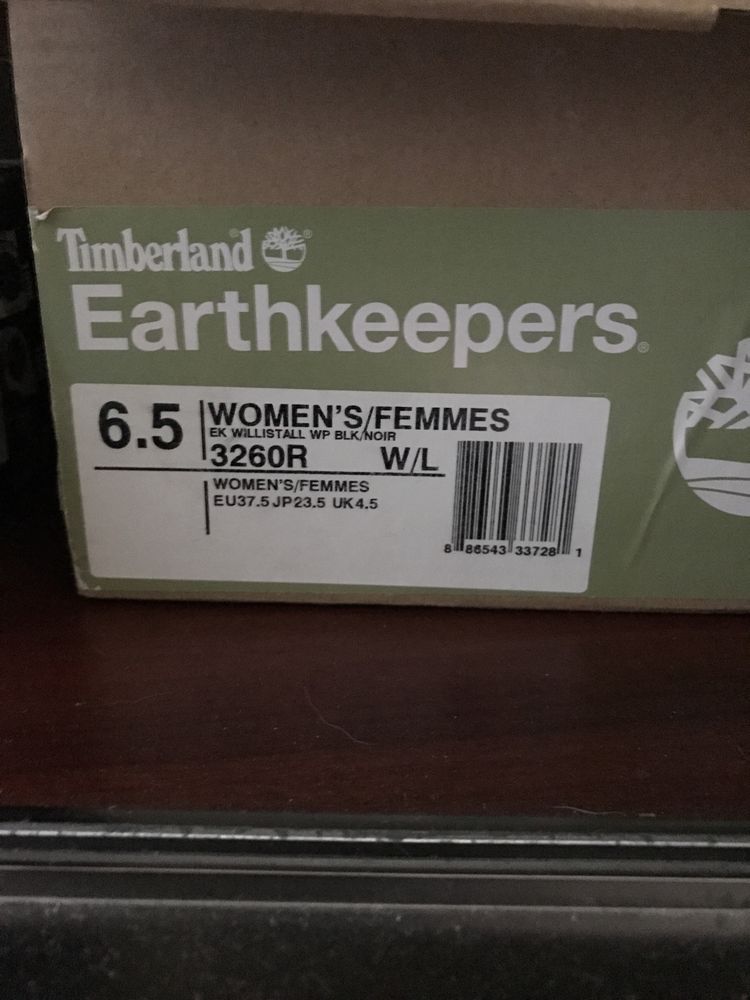 Timberland®
Earthkeepers®
6.5
WOMEN'S/FEMMES
EK WILLISTALL WP BLK/NOIR
3260R W/L
WOMEN'S/FEMMES
EU37.5 JP23.5 UK4.5
8 86543 33728 1